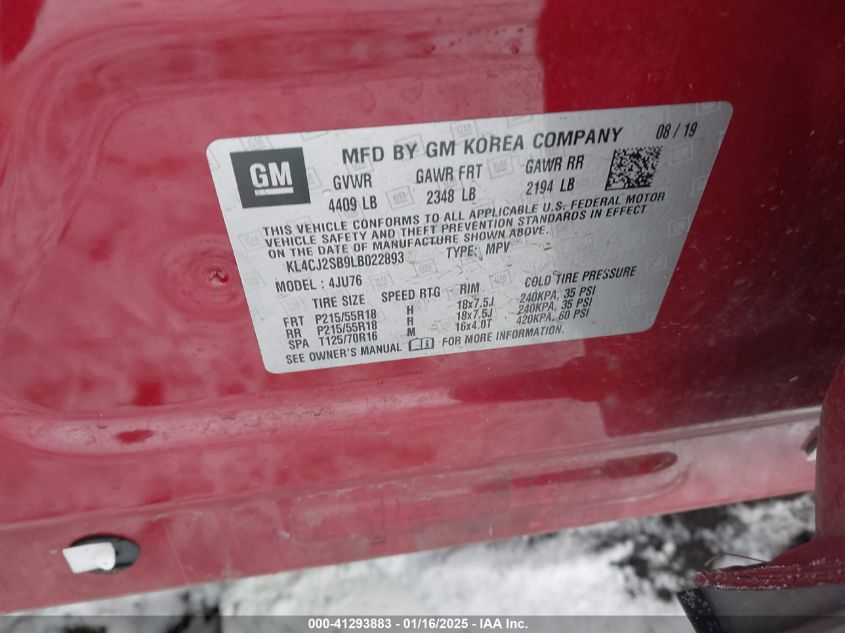 GM
MFD BY GM KOREA COMPANY 08/19
GVWR GAWR FRT GAWR RR
4409 LB 2348 LB 2194 LB
THIS VEHICLE CONFORMS TO ALL APPLICABLE U.S. FEDERAL MOTOR
VEHICLE SAFETY AND THEFT PREVENTION STANDARDS IN EFFECT
ON THE DATE OF MANUFACTURE SHOWN ABOVE.
KL4CJ2SB9LB022893 TYPE: MPV
MODEL: 4JU76
TIRE SIZE SPEED RTG RIM COLD TIRE PRESSURE
FRT P215/55R18 H 18x7.5J 240KPA, 35 PSI
RR P215/55R18 H 18x7.5J 240KPA, 35 PSI
SPA T125/70R16 M 16x4.0T 420KPA, 60 PSI
SEE OWNER'S MANUAL FOR MORE INFORMATION.
000-41293883 - 01/16/2025 - IAA Inc.